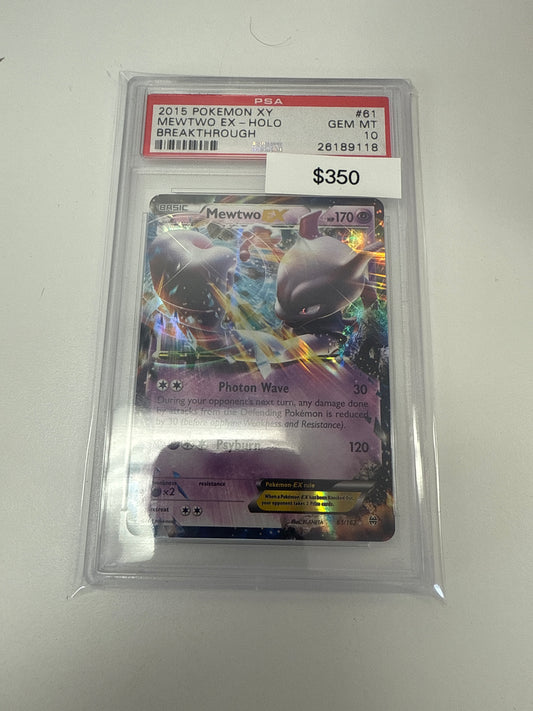 PSA
2015 POKEMON XY #61
MEWTWO EX - HOLO GEM MT
BREAKTHROUGH 10
26189118
$350
BASIC
Mewtwo EX HP170
Photon Wave 30
During your opponent's next turn, any damage done
by attacks from the Defending Pokémon is reduced
by 30 (before applying Weakness and Resistance).
Psyburn 120
weakness resistance
×2
retreat
Pokémon-EX rule
When a Pokémon-EX has been Knocked Out,
your opponent takes 2 Prize cards.
61/162